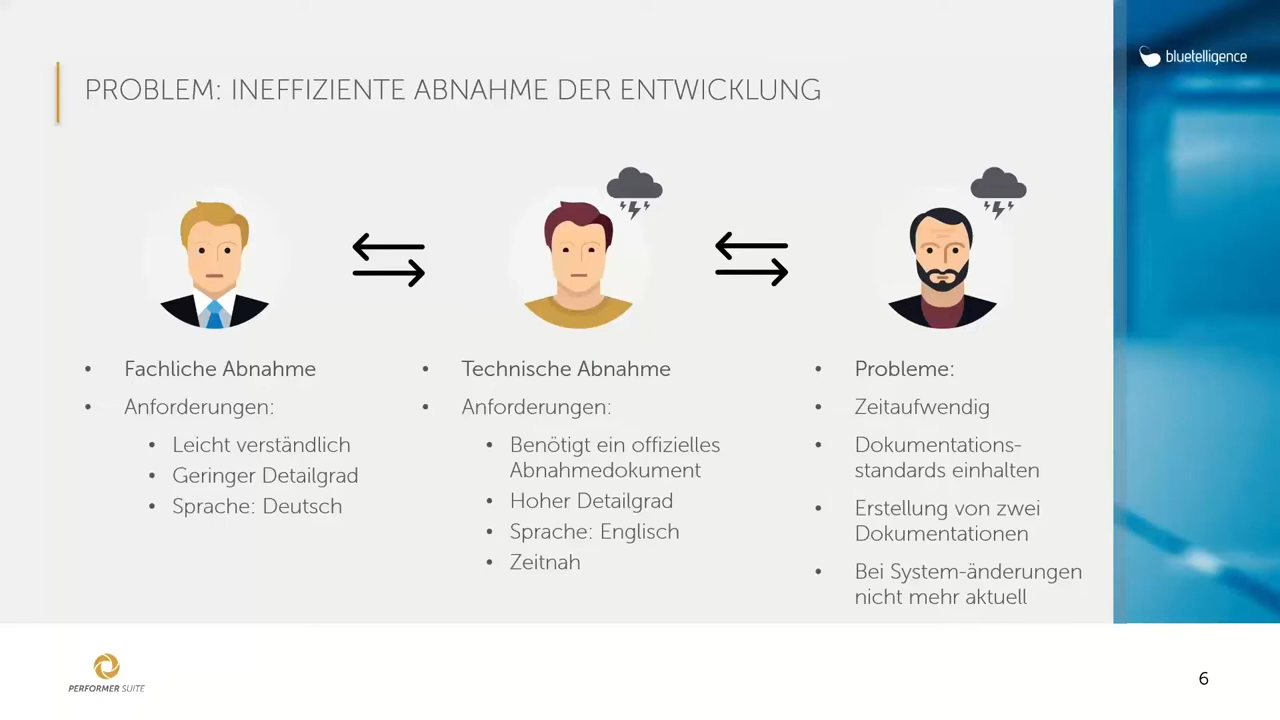 PROBLEM: INEFFIZIENTE ABNAHME DER ENTWICKLUNG
bluetelligence
• Fachliche Abnahme
• Anforderungen:
• Leicht verständlich
• Geringer Detailgrad
• Sprache: Deutsch
• Technische Abnahme
• Anforderungen:
• Benötigt ein offizielles
Abnahmedokument
• Hoher Detailgrad
• Sprache: Englisch
• Zeitnah
• Probleme:
• Zeitaufwendig
• Dokumentations-
standards einhalten
• Erstellung von zwei
Dokumentationen
• Bei System-änderungen
nicht mehr aktuell
PERFORMER SUITE
6